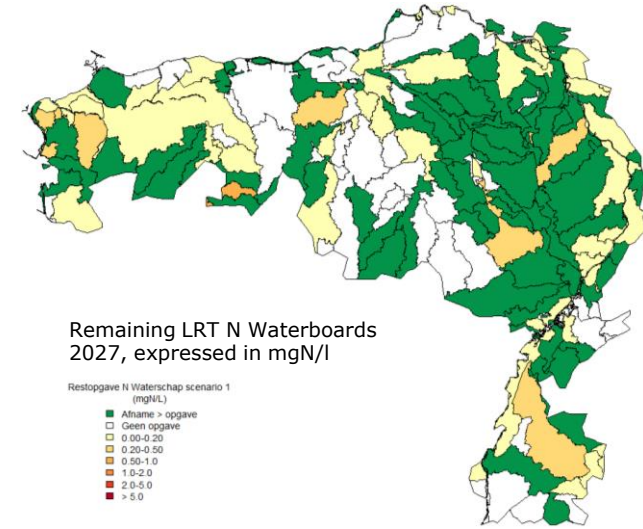 Remaining LRT N Waterboards
2027, expressed in mgN/l
Restopgave N Waterschap scenario 1
(mgN/L)
Afname > opgave
Geen opgave
0.00-0.20
0.20-0.50
0.50-1.0
1.0-2.0
2.0-5.0
> 5.0